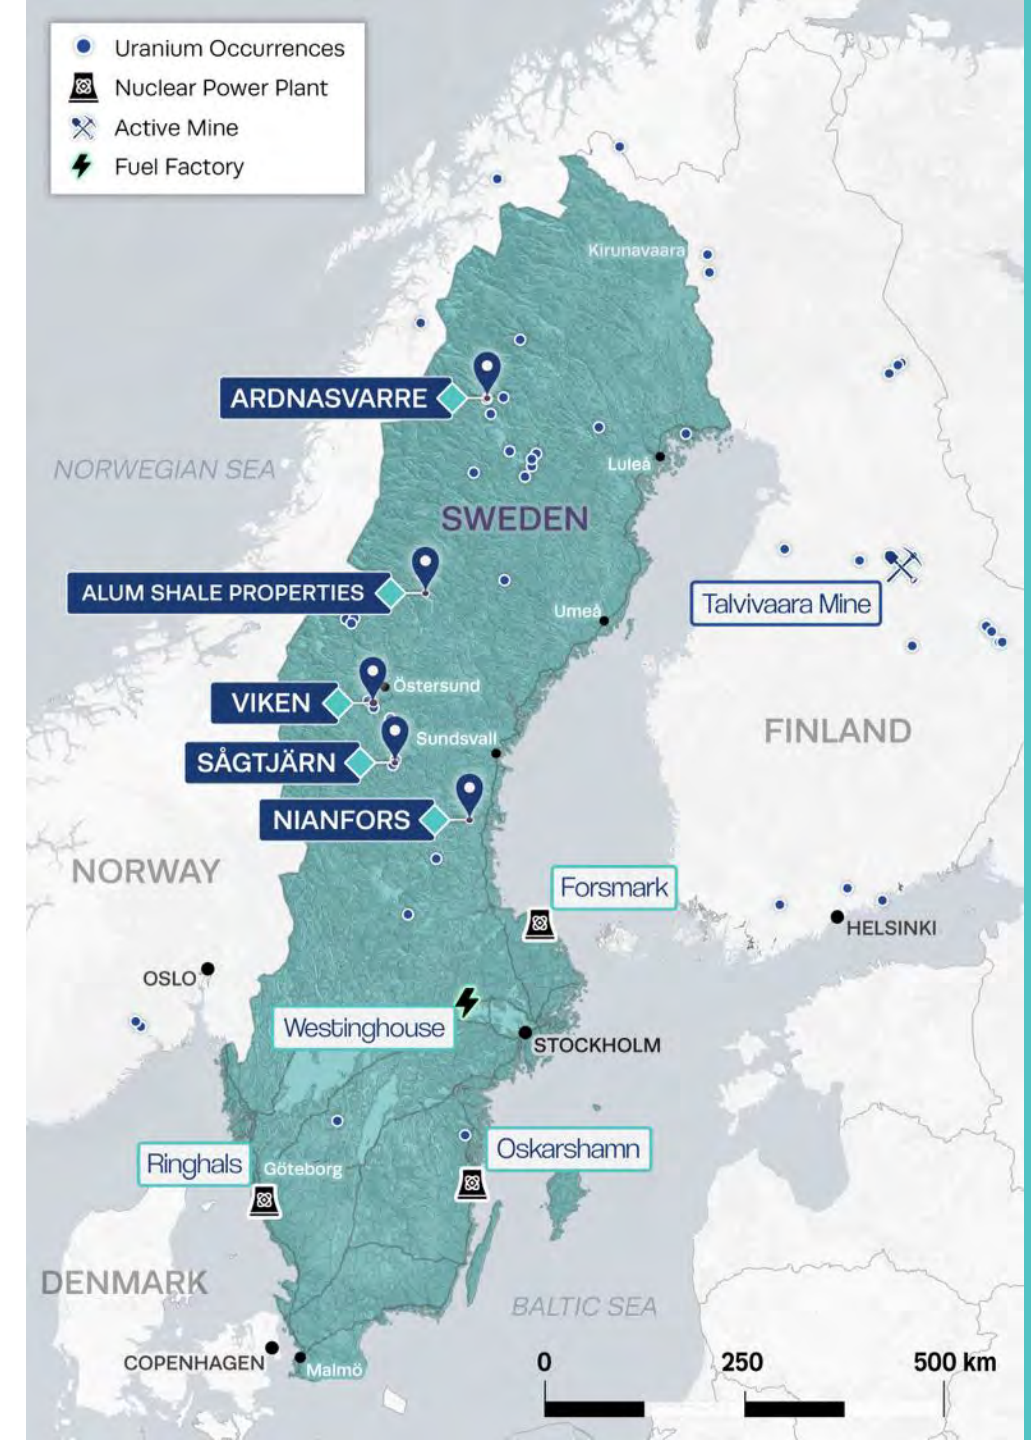 Uranium Occurrences
Nuclear Power Plant
Active Mine
Fuel Factory
Kirunavaara
ARDNASVARRE
NORWEGIAN SEA
Luleå
SWEDEN
ALUM SHALE PROPERTIES
Umeå
Talvivaara Mine
Östersund
VIKEN
FINLAND
Sundsvall
SÅGTJÄRN
NIANFORS
NORWAY
Forsmark
HELSINKI
OSLO
Westinghouse
STOCKHOLM
Oskarshamn
Ringhals
Göteborg
DENMARK
BALTIC SEA
COPENHAGEN
Malmö
0 250 500 km